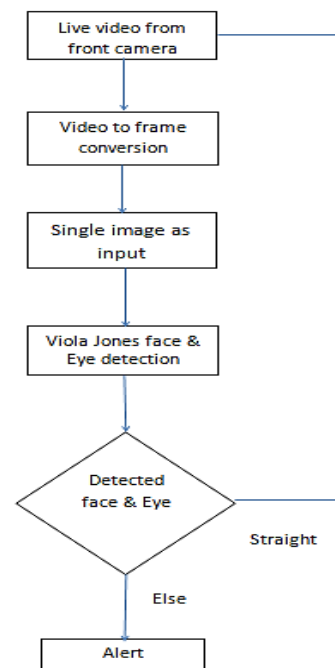 Live video from
front camera
Video to frame
conversion
Single image as
input
Viola Jones face &
Eye detection
Detected
face & Eye
Straight
Else
Alert